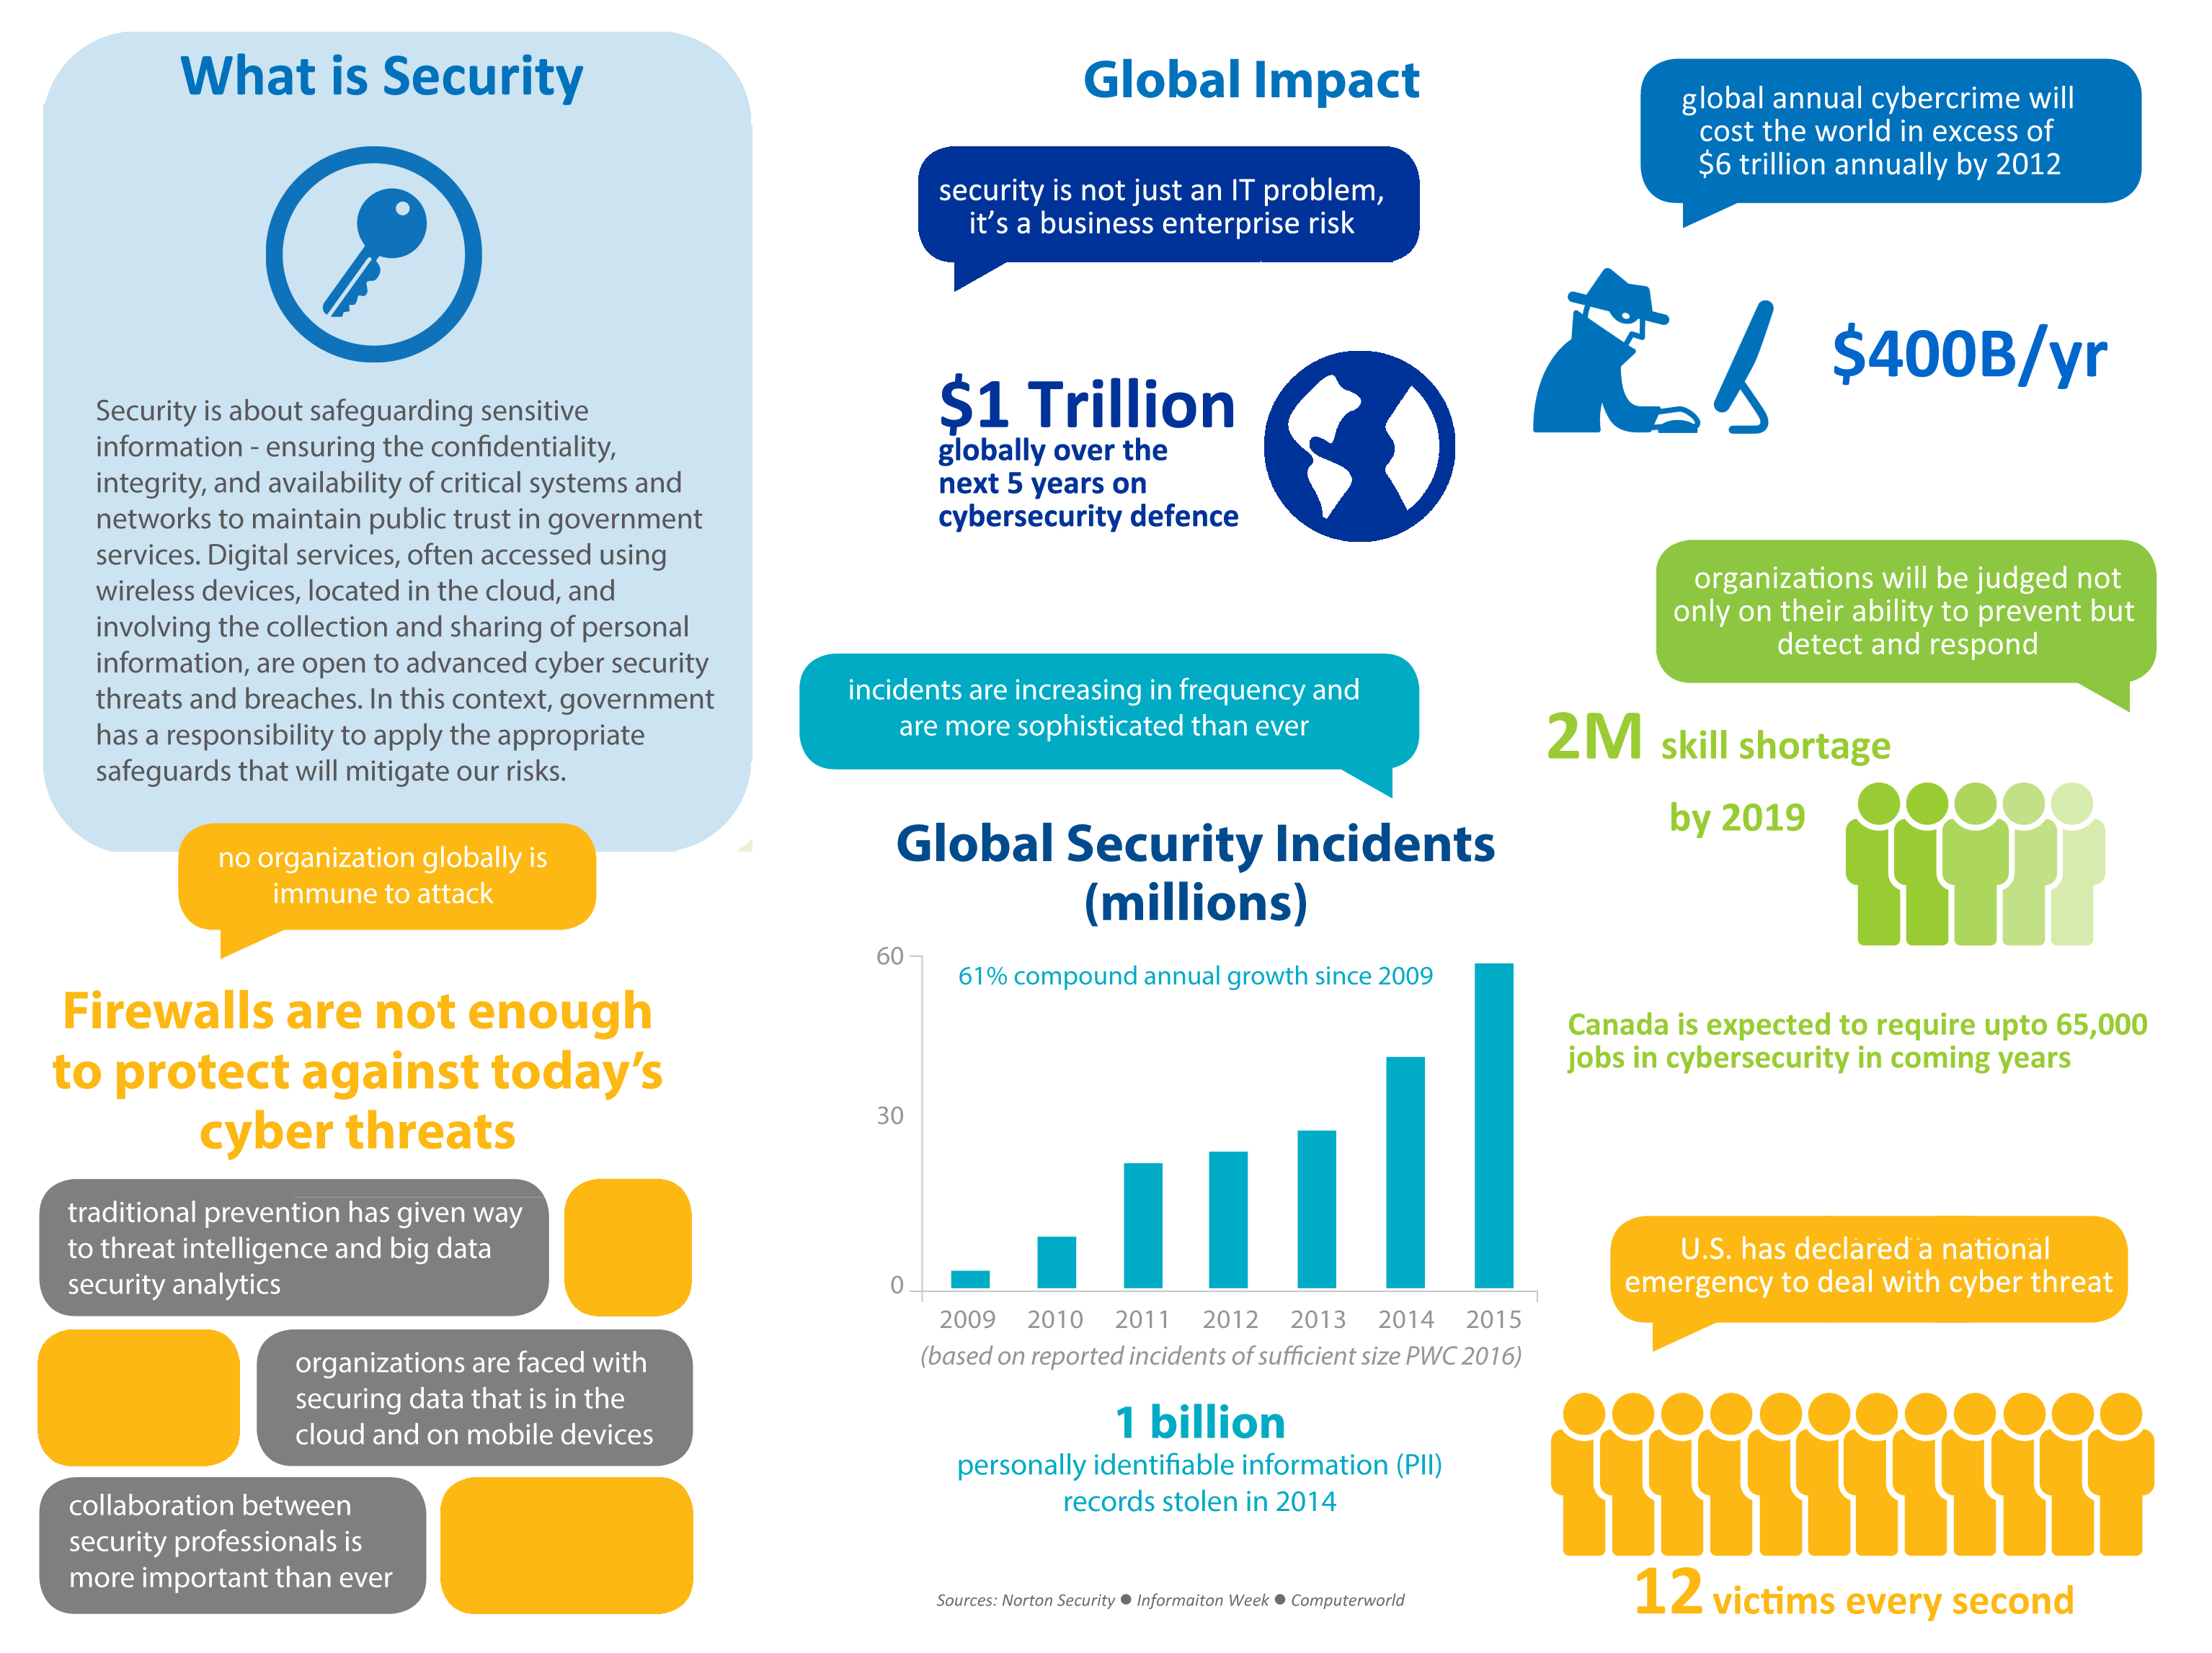 What is Security
Security is about safeguarding sensitive
information - ensuring the confidentiality,
integrity, and availability of critical systems and
networks to maintain public trust in government
services. Digital services, often accessed using
wireless devices, located in the cloud, and
involving the collection and sharing of personal
information, are open to advanced cyber security
threats and breaches. In this context, government
has a responsibility to apply the appropriate
safeguards that will mitigate our risks.
no organization globally is
immune to attack
Firewalls are not enough
to protect against today’s
cyber threats
traditional prevention has given way
to threat intelligence and big data
security analytics
organizations are faced with
securing data that is in the
cloud and on mobile devices
collaboration between
security professionals is
more important than ever
Global Impact
security is not just an IT problem,
it’s a business enterprise risk
$1 Trillion
globally over the
next 5 years on
cybersecurity defence
incidents are increasing in frequency and
are more sophisticated than ever
Global Security Incidents
(millions)
60
61% compound annual growth since 2009
30
0
2009 2010 2011 2012 2013 2014 2015
(based on reported incidents of sufficient size PWC 2016)
1 billion
personally identifiable information (PII)
records stolen in 2014
Sources: Norton Security ● Informaiton Week ● Computerworld
global annual cybercrime will
cost the world in excess of
$6 trillion annually by 2012
$400B/yr
organizations will be judged not
only on their ability to prevent but
detect and respond
2M skill shortage
by 2019
Canada is expected to require upto 65,000
jobs in cybersecurity in coming years
U.S. has declared a national
emergency to deal with cyber threat
12 victims every second